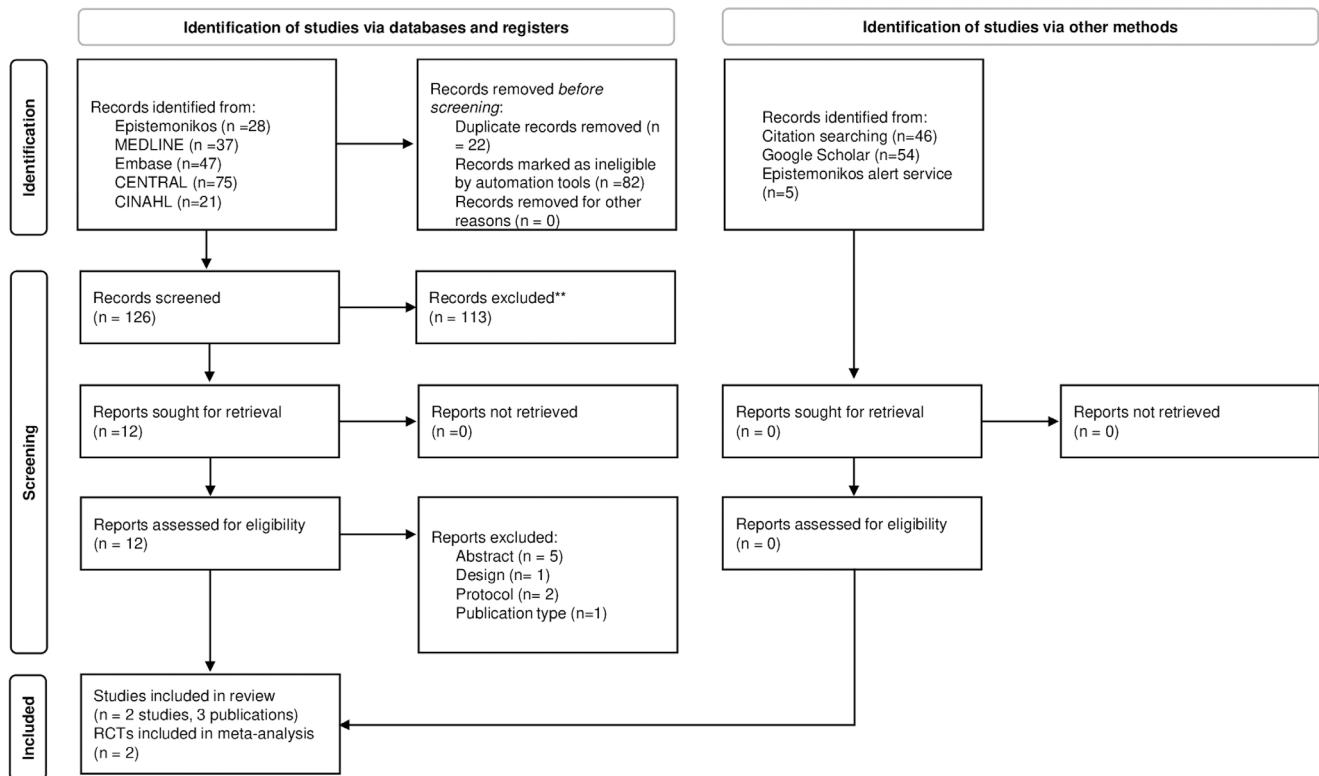 Identification of studies via databases and registers
Identification of studies via other methods
Identification
Records identified from:
Epistemonikos (n =28)
MEDLINE (n =37)
Embase (n=47)
CENTRAL (n=75)
CINAHL (n=21)
Records removed before
screening:
Duplicate records removed (n
= 22)
Records marked as ineligible
by automation tools (n =82)
Records removed for other
reasons (n = 0)
Records identified from:
Citation searching (n=46)
Google Scholar (n=54)
Epistemonikos alert service
(n=5)
Screening
Records screened
(n = 126)
Records excluded**
(n = 113)
Reports sought for retrieval
(n =12)
Reports not retrieved
(n =0)
Reports sought for retrieval
(n = 0)
Reports not retrieved
(n = 0)
Reports assessed for eligibility
(n = 12)
Reports excluded:
Abstract (n = 5)
Design (n= 1)
Protocol (n= 2)
Publication type (n=1)
Reports assessed for eligibility
(n = 0)
Included
Studies included in review
(n = 2 studies, 3 publications)
RCTs included in meta-analysis
(n = 2)